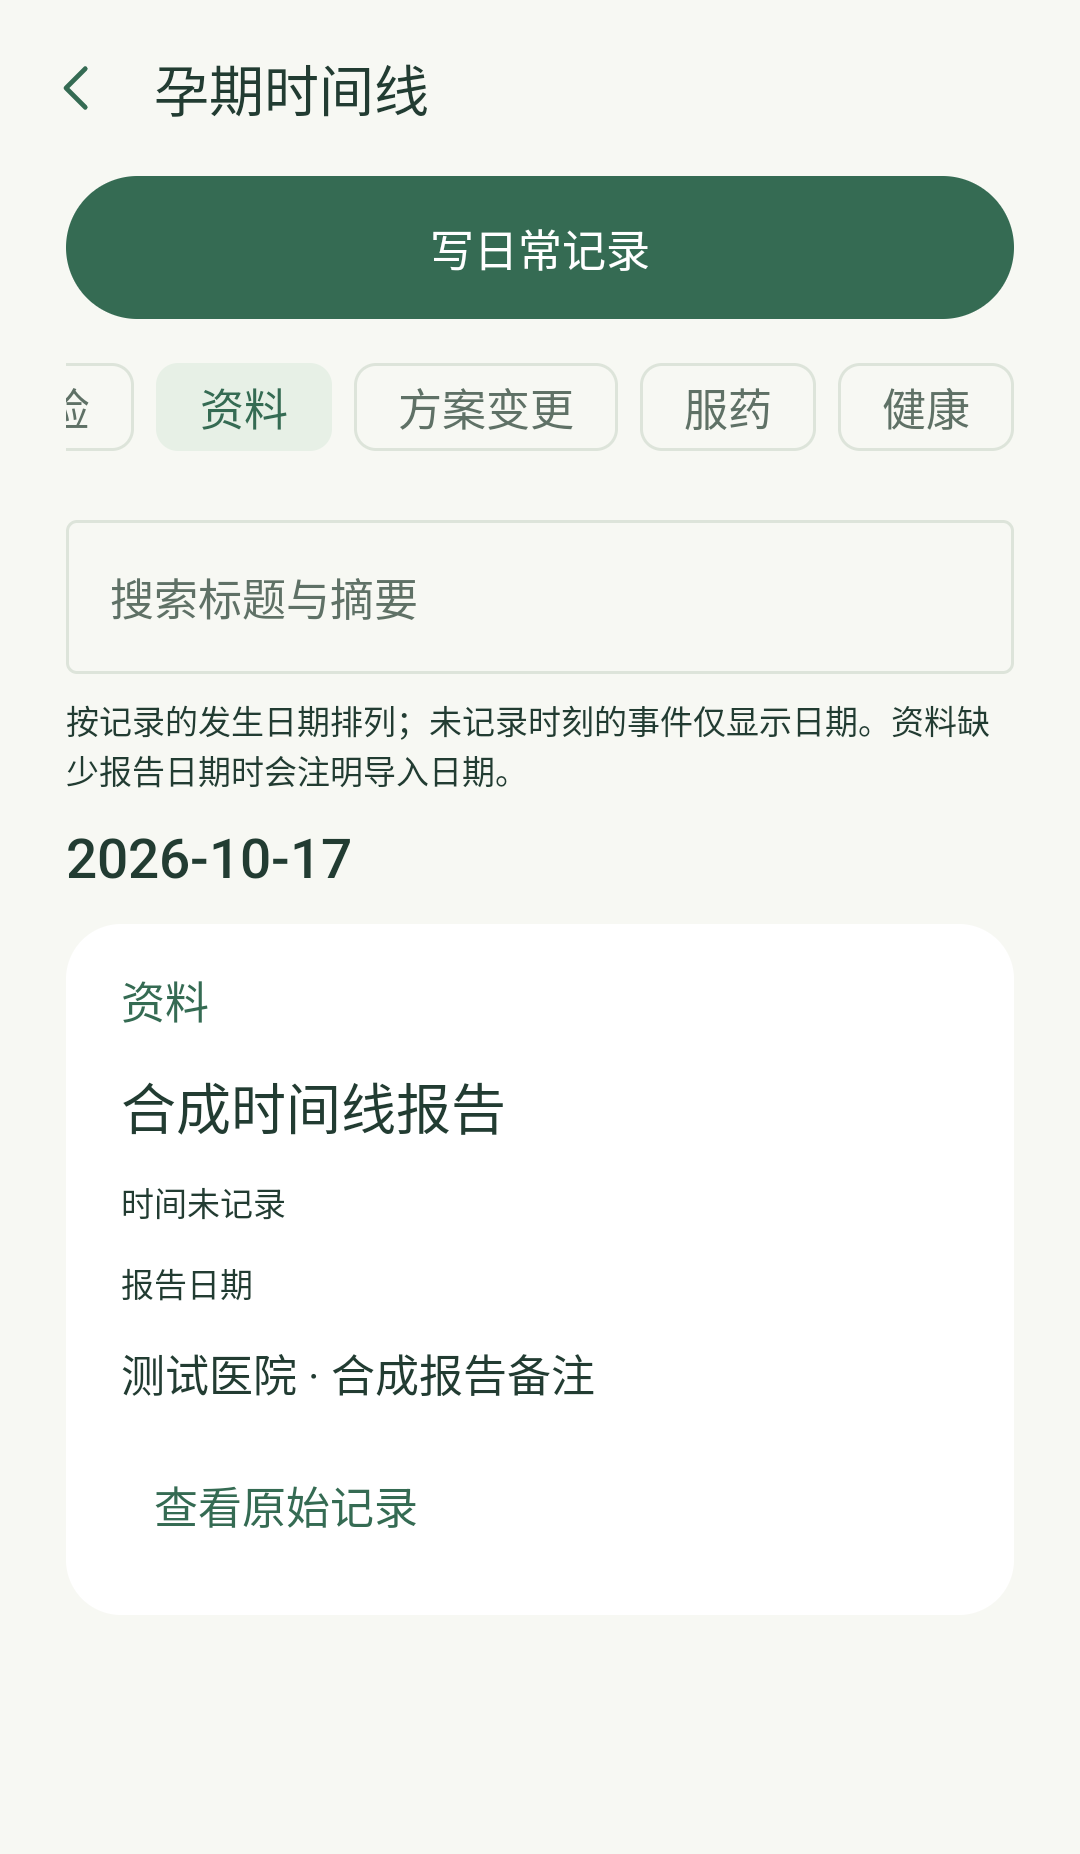 孕期时间线
写日常记录
资料
方案变更
服药
健康
搜索标题与摘要
按记录的发生日期排列；未记录时刻的事件仅显示日期。资料缺
少报告日期时会注明导入日期。
2026-10-17
资料
合成时间线报告
时间未记录
报告日期
测试医院 · 合成报告备注
查看原始记录